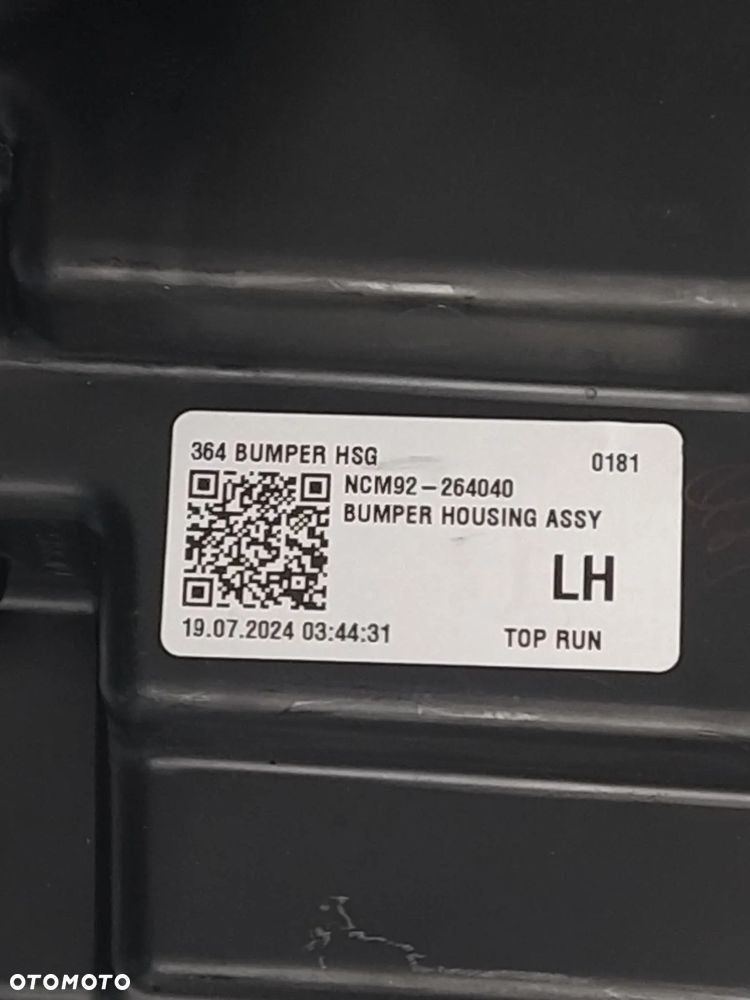 364 BUMPER HSG 0181
NCM92-264040
BUMPER HOUSING ASSY
LH
19.07.2024 03:44:31 TOP RUN
OTOMOTO